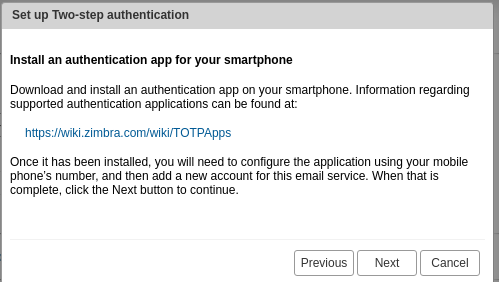 Set up Two-step authentication
Install an authentication app for your smartphone
Download and install an authentication app on your smartphone. Information regarding
supported authentication applications can be found at:
https://wiki.zimbra.com/wiki/TOTPApps
Once it has been installed, you will need to configure the application using your mobile
phone's number, and then add a new account for this email service. When that is
complete, click the Next button to continue.
Previous Next Cancel